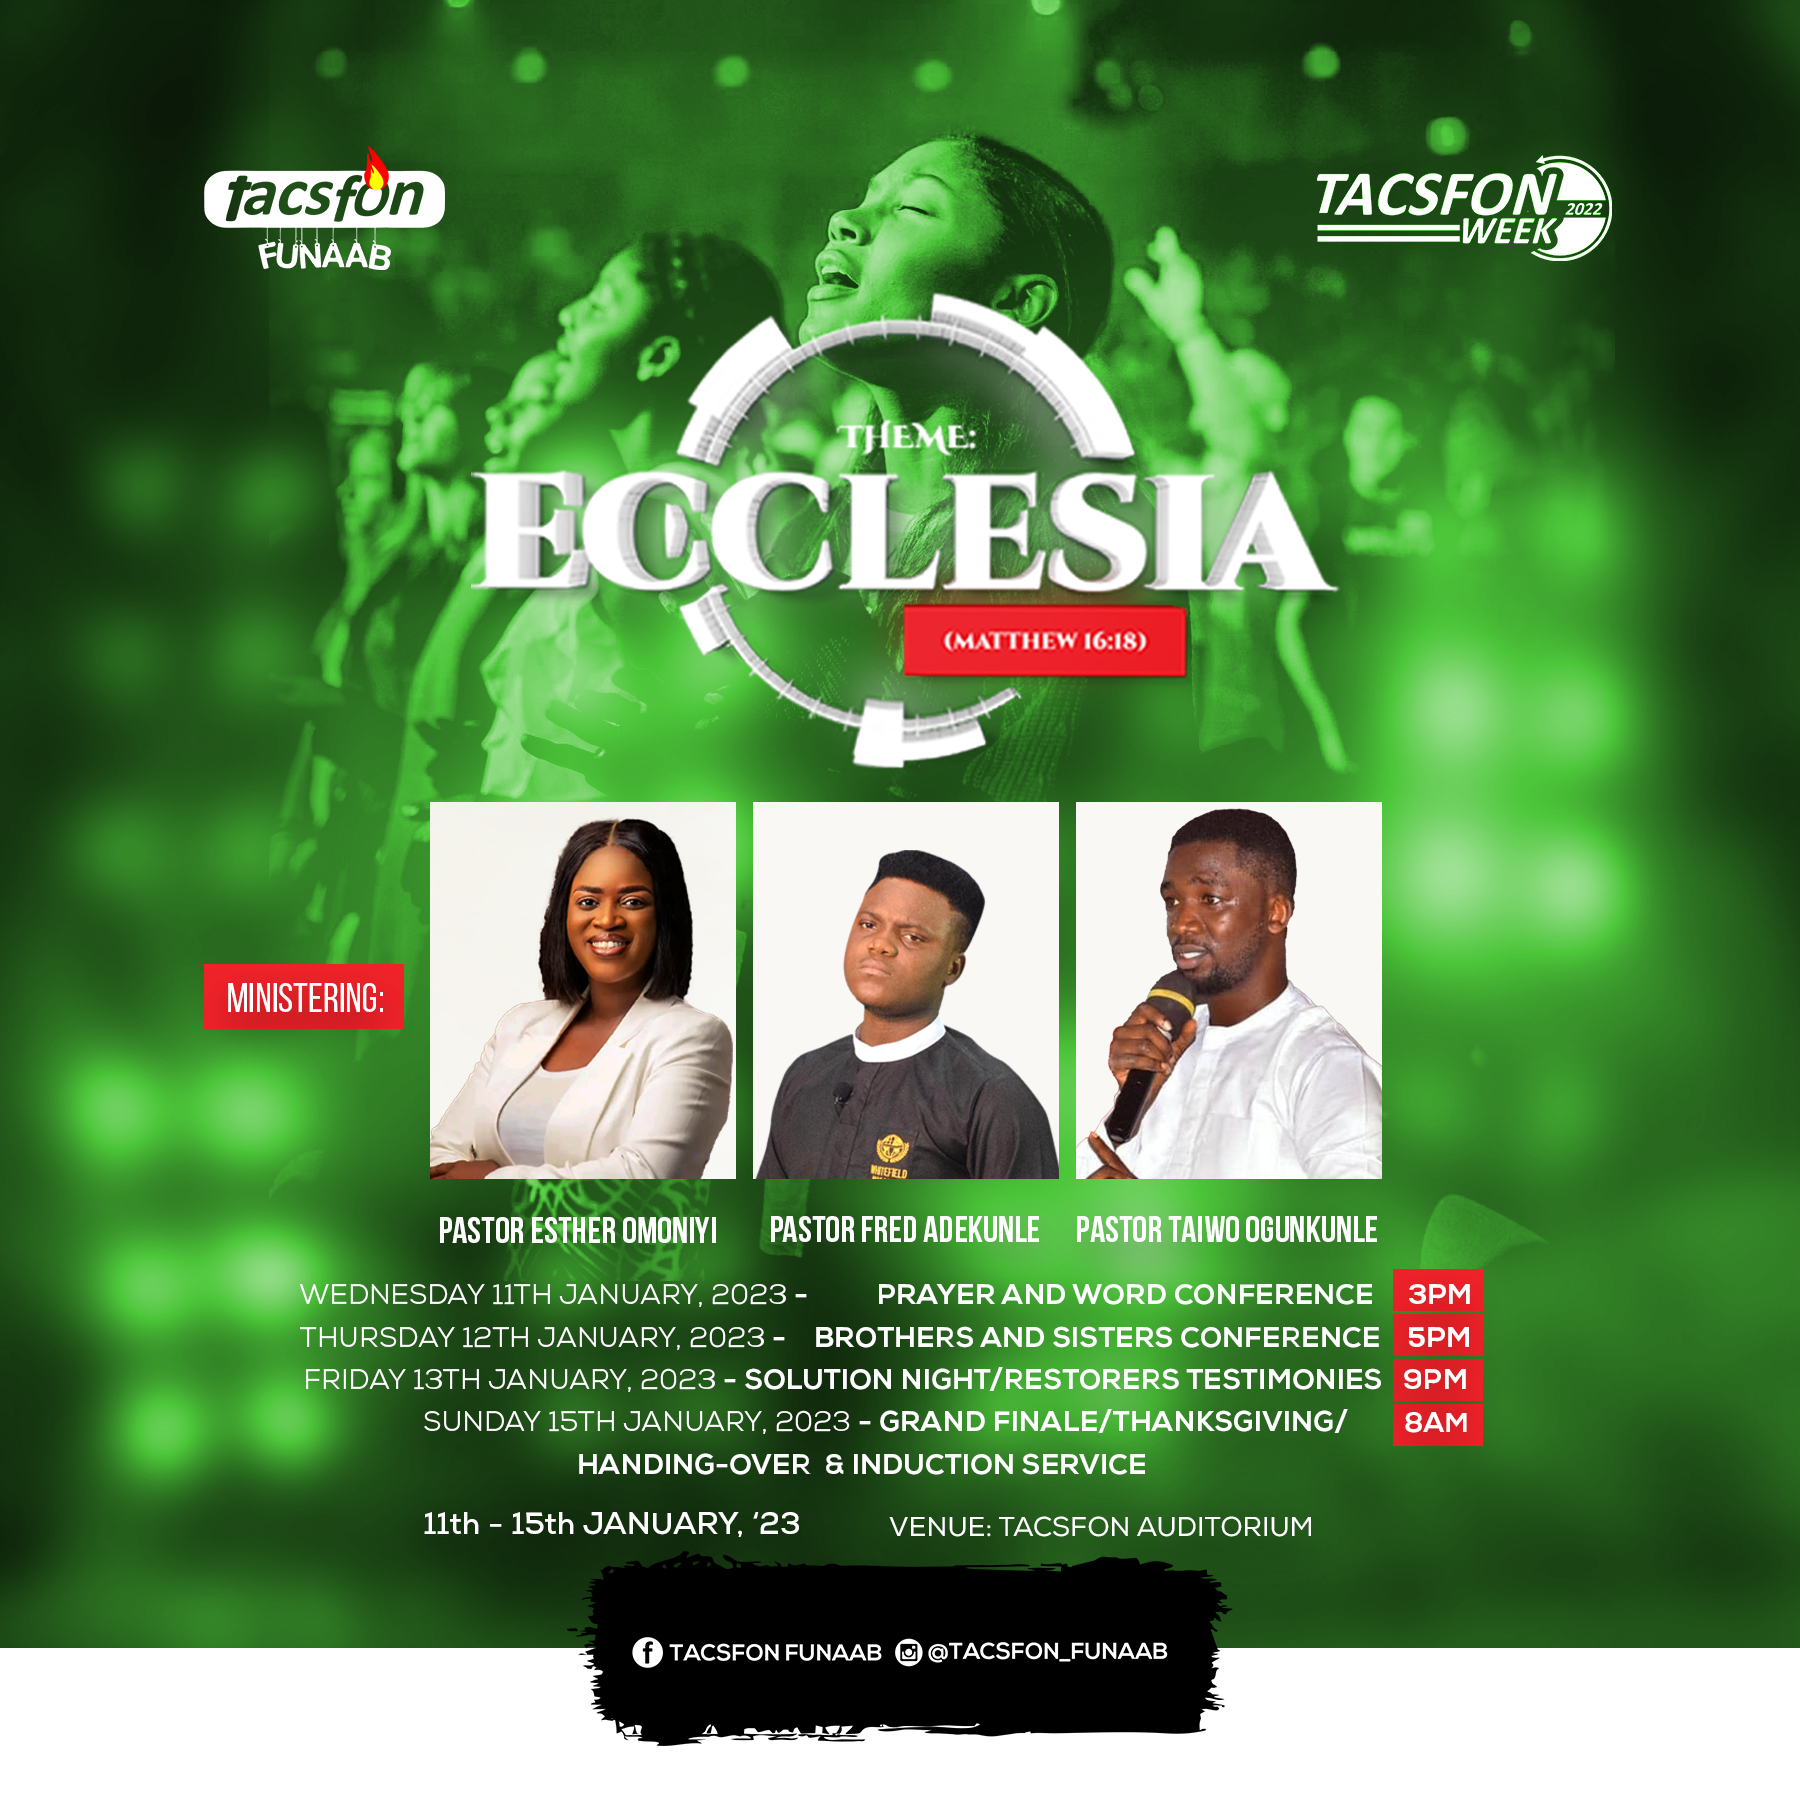 tacsfon
FUNAAB
TACSFON
WEEK 2022
THEME:
ECCLESIA
(MATTHEW 16:18)
MINISTERING:
WHITEFIELD
PASTOR ESTHER OMONIYI
PASTOR FRED ADEKUNLE
PASTOR TAIWO OGUNKUNLE
WEDNESDAY 11TH JANUARY, 2023 - PRAYER AND WORD CONFERENCE 3PM
THURSDAY 12TH JANUARY, 2023 - BROTHERS AND SISTERS CONFERENCE 5PM
FRIDAY 13TH JANUARY, 2023 - SOLUTION NIGHT/RESTORERS TESTIMONIES 9PM
SUNDAY 15TH JANUARY, 2023 - GRAND FINALE/THANKSGIVING/ 8AM
HANDING-OVER & INDUCTION SERVICE
11th - 15th JANUARY, ‘23 VENUE: TACSFON AUDITORIUM
TACSFON FUNAAB @TACSFON_FUNAAB